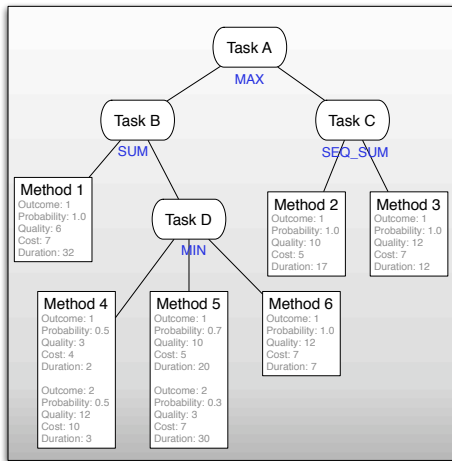 Task A
MAX
Task B
SUM
Task C
SEQ_SUM
Method 1
Outcome: 1
Probability: 1.0
Quality: 6
Cost: 7
Duration: 32
Task D
MIN
Method 2
Outcome: 1
Probability: 1.0
Quality: 10
Cost: 5
Duration: 17
Method 3
Outcome: 1
Probability: 1.0
Quality: 12
Cost: 7
Duration: 12
Method 4
Outcome: 1
Probability: 0.5
Quality: 3
Cost: 4
Duration: 2
Outcome: 2
Probability: 0.5
Quality: 12
Cost: 10
Duration: 3
Method 5
Outcome: 1
Probability: 0.7
Quality: 10
Cost: 5
Duration: 20
Outcome: 2
Probability: 0.3
Quality: 3
Cost: 7
Duration: 30
Method 6
Outcome: 1
Probability: 1.0
Quality: 12
Cost: 7
Duration: 7